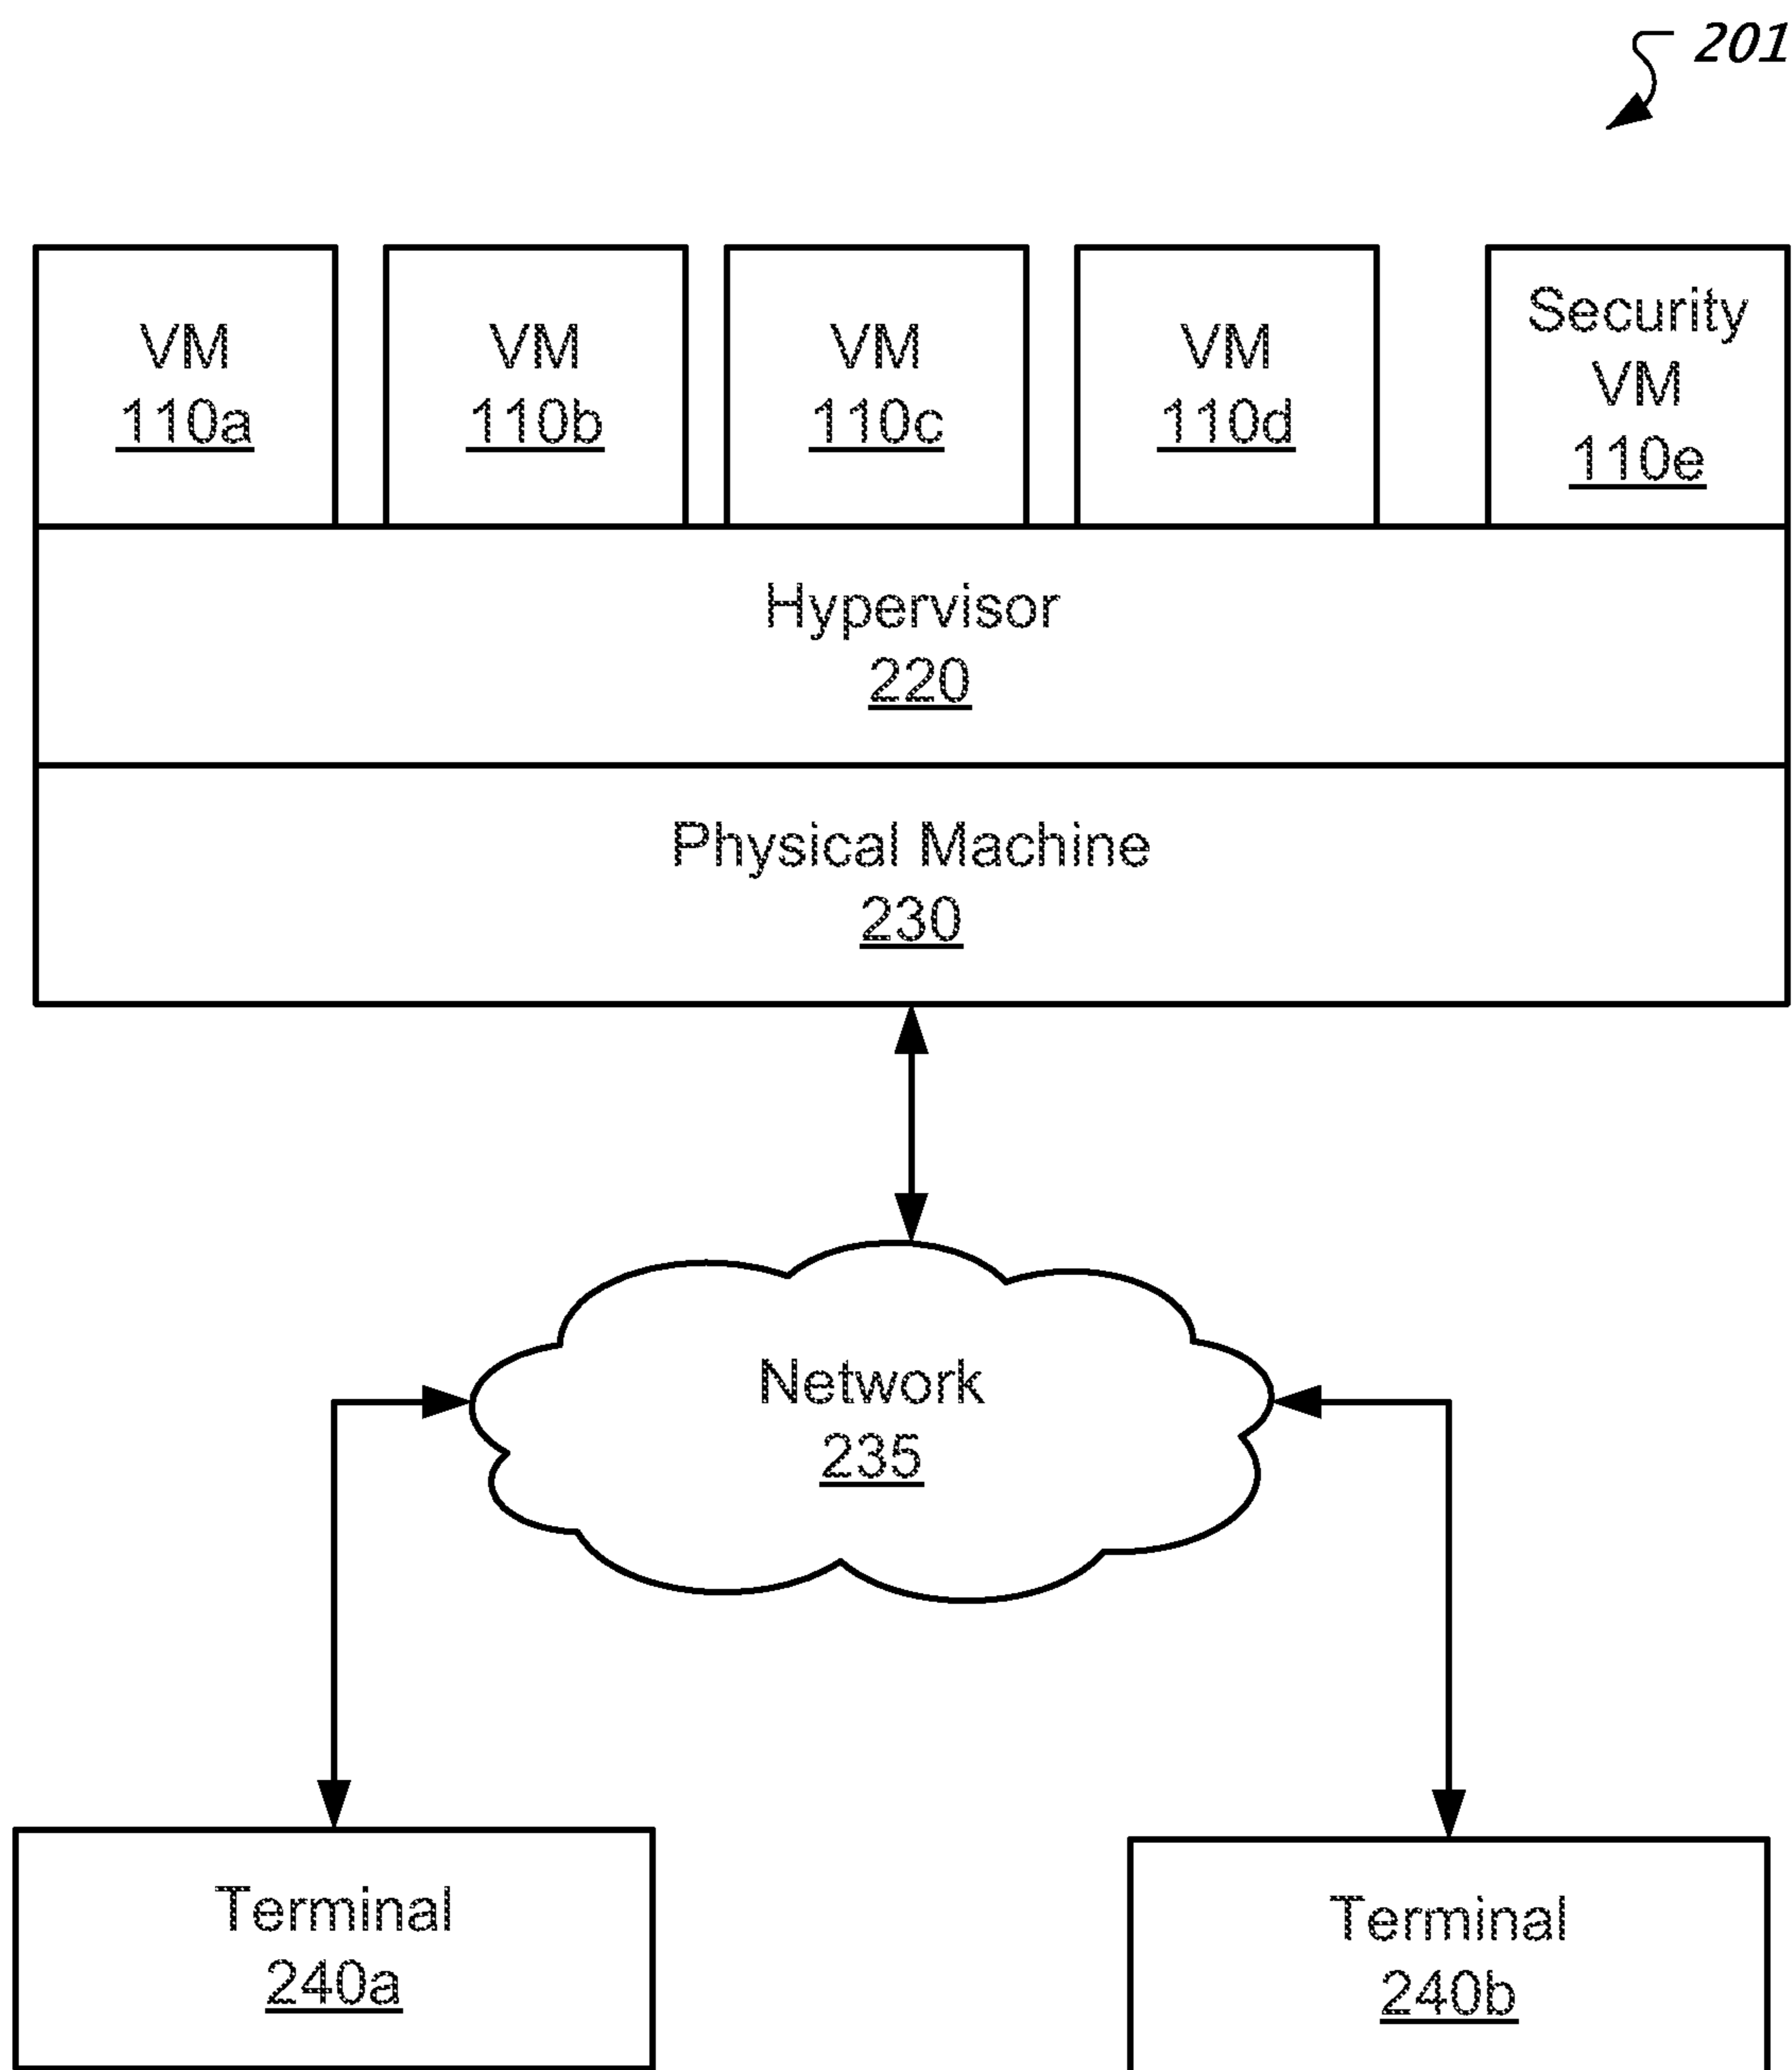 201
VM
110a
VM
110b
VM
110c
VM
110d
Security
VM
110e
Hypervisor
220
Physical Machine
230
Network
235
Terminal
240a
Terminal
240b